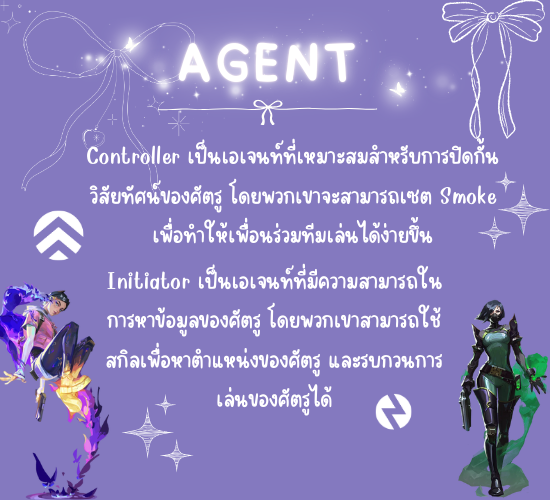 AGENT
Controller เป็นเอเจนท์ที่เหมาะสมสำหรับการปิดกั้น
วิสัยทัศน์ของศัตรู โดยพวกเขาจะสามารถเซต Smoke
เพื่อทำให้เพื่อนร่วมทีมเล่นได้ง่ายขึ้น
Initiator เป็นเอเจนท์ที่มีความสามารถใน
การหาข้อมูลของศัตรู โดยพวกเขาสามารถใช้
สกิลเพื่อหาตำแหน่งของศัตรู และรบกวนการ
เล่นของศัตรูได้